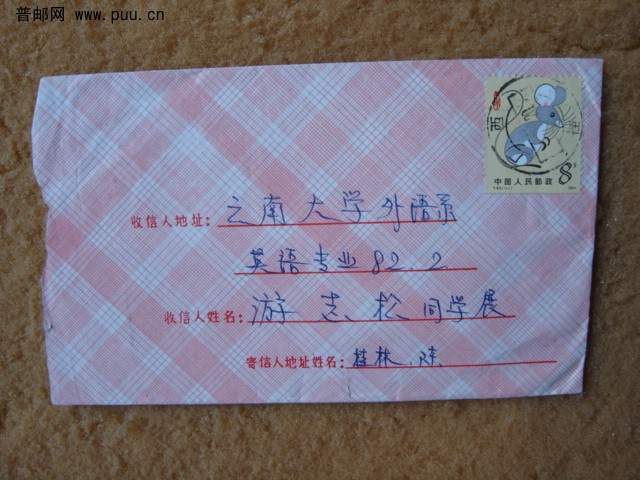 普邮网 www.puu.cn
8分
中国人民邮政
收信人地址：云南大学外语系
英语专业82.2
收信人姓名：游志松同学展
寄信人地址姓名：桂林.